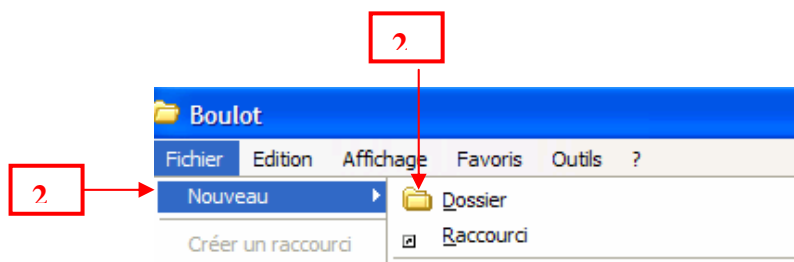 2
Boulot
Fichier Edition Affichage Favoris Outils ?
2
Nouveau
Dossier
Créer un raccourci
Raccourci